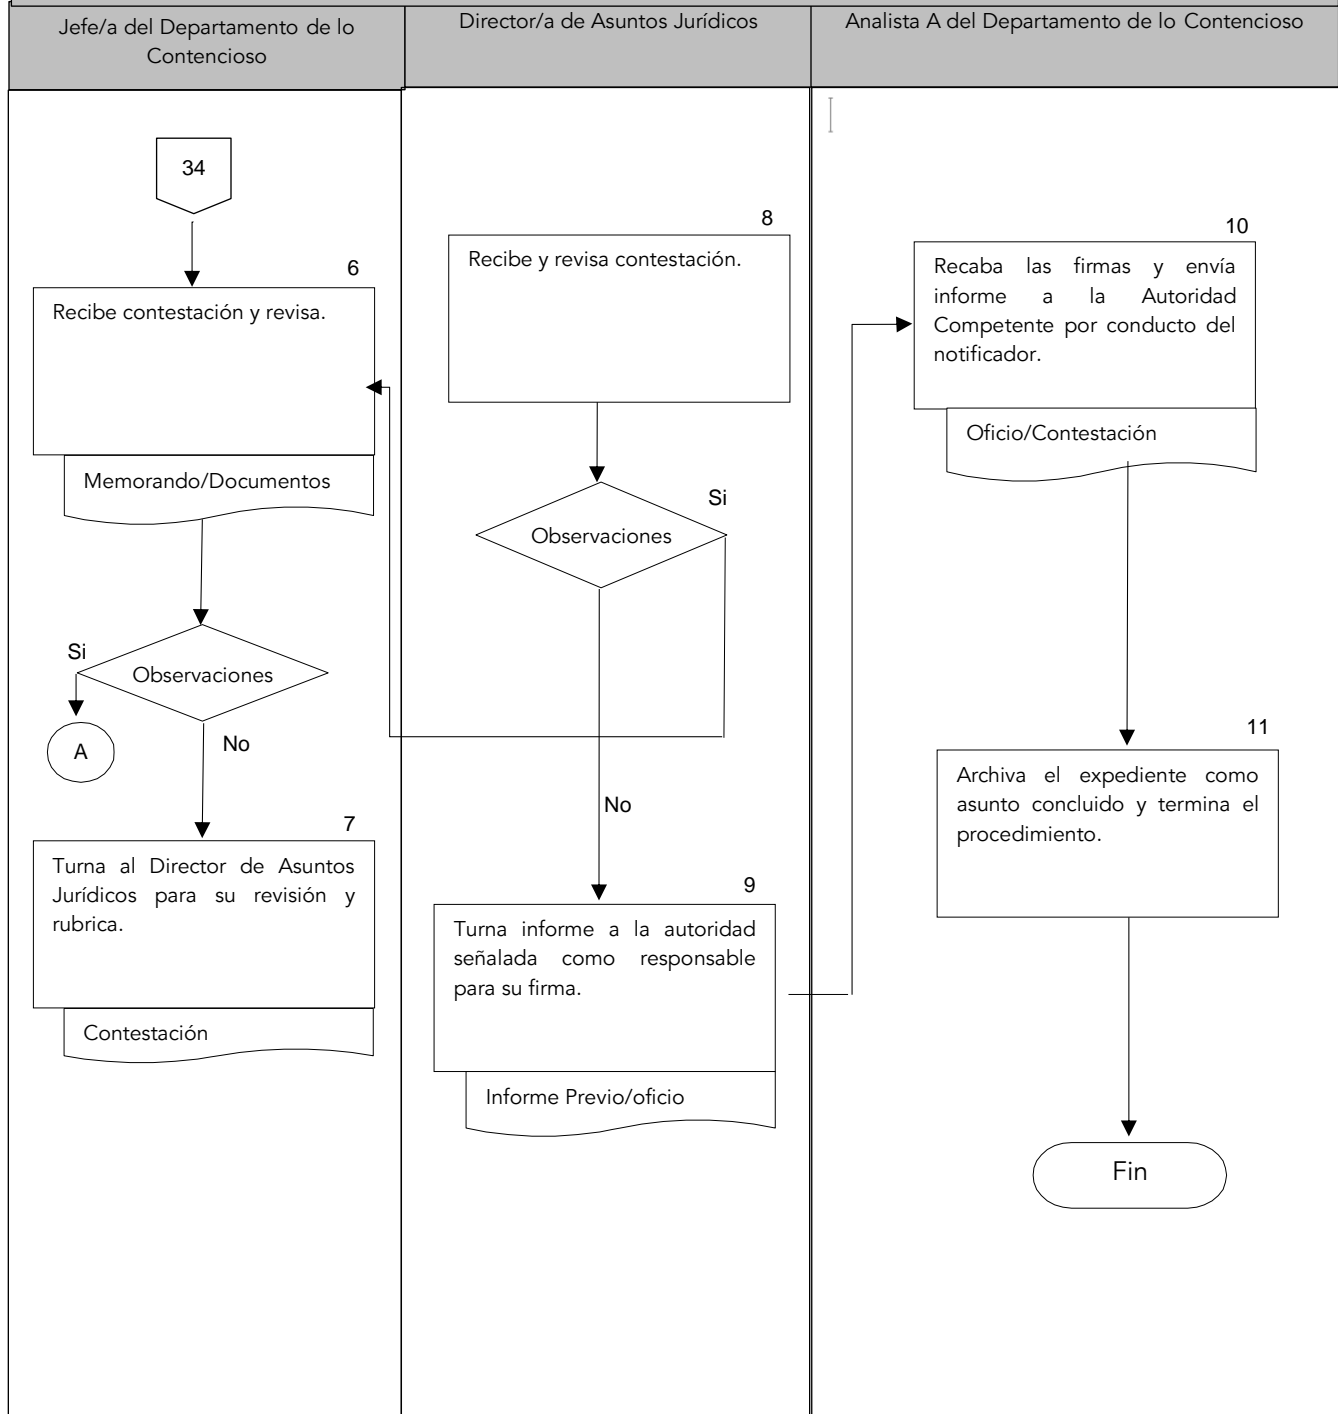 Jefe/a del Departamento de lo
Contencioso
Director/a de Asuntos Jurídicos
Analista A del Departamento de lo Contencioso
34
6
Recibe contestación y revisa.
Memorando/Documentos
Si
Observaciones
A
No
7
Turna al Director de Asuntos
Jurídicos para su revisión y
rubrica.
Contestación
8
Recibe y revisa contestación.
Si
Observaciones
No
9
Turna informe a la autoridad
señalada como responsable
para su firma.
Informe Previo/oficio
10
Recaba las firmas y envía
informe a la Autoridad
Competente por conducto del
notificador.
Oficio/Contestación
11
Archiva el expediente como
asunto concluido y termina el
procedimiento.
Fin